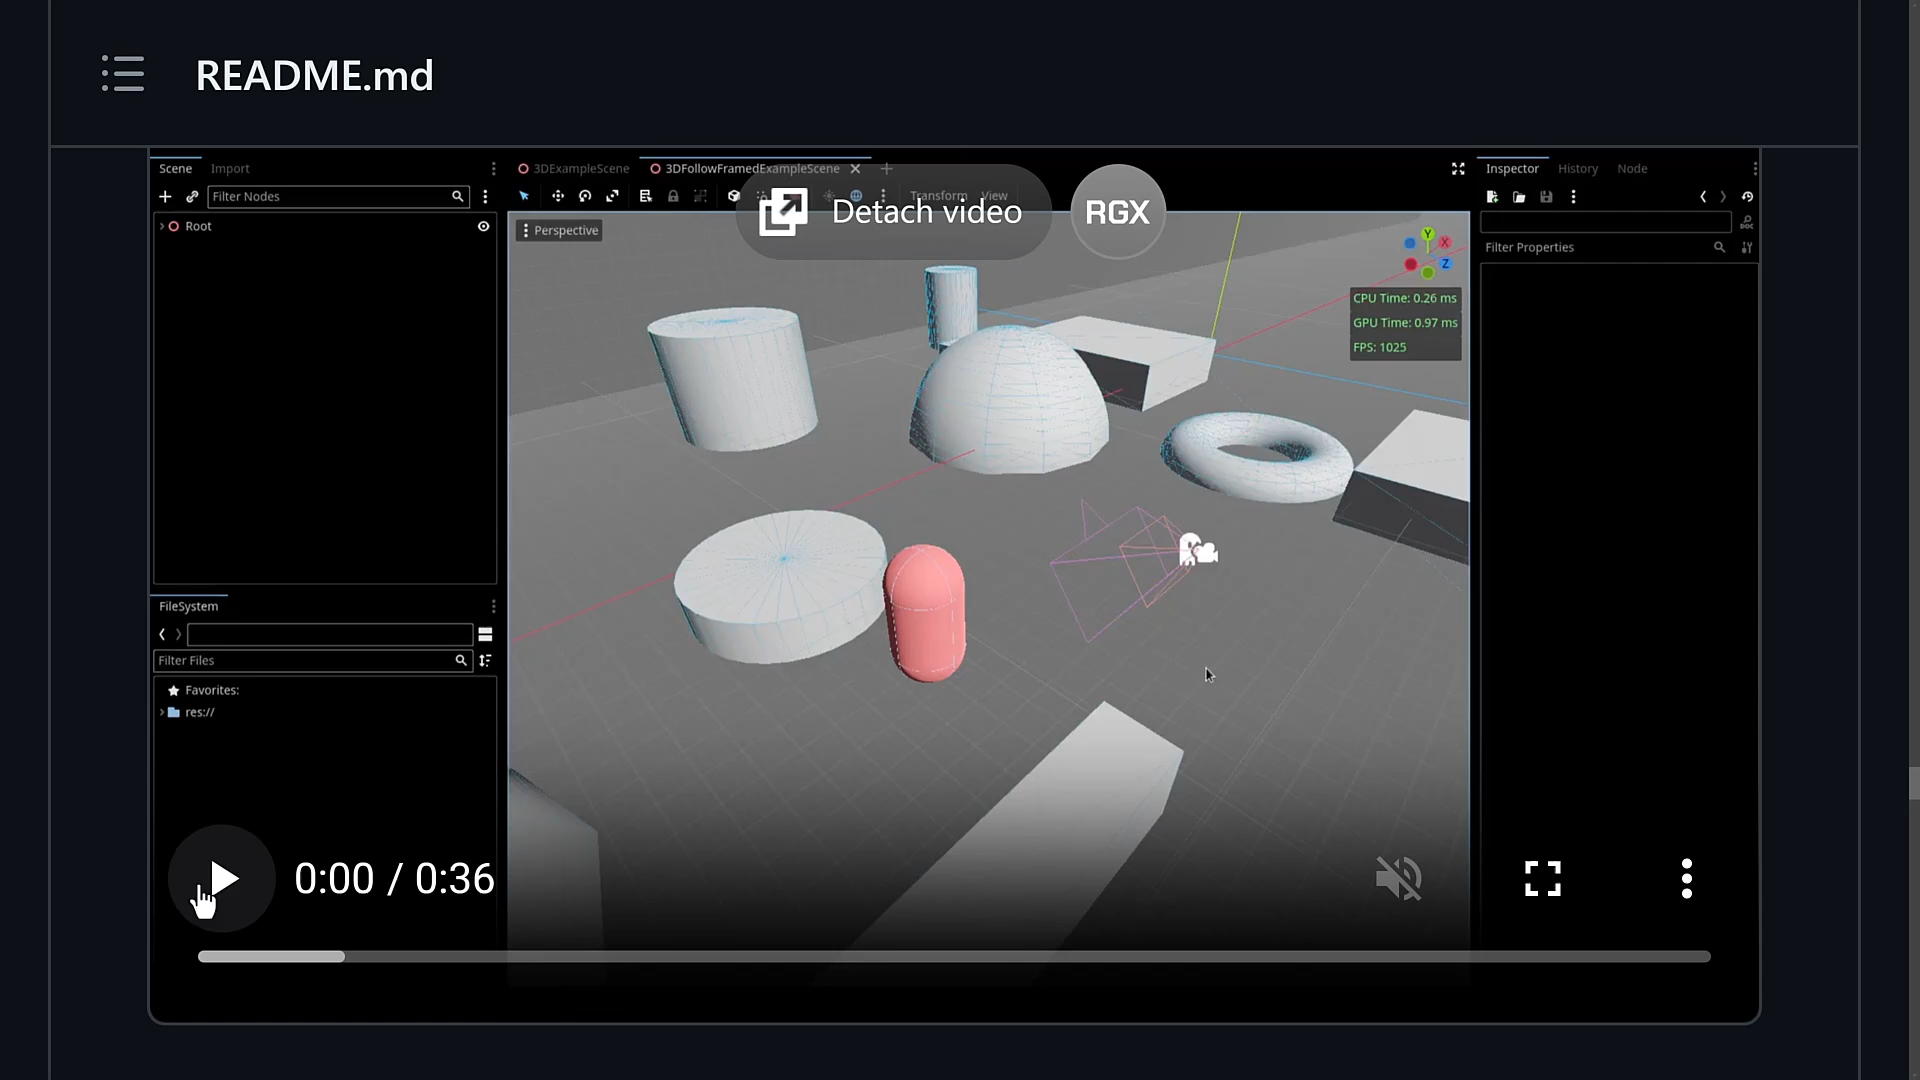 README.md
Scene Import
3DExampleScene 3DFollowFramedExampleScene
Inspector History Node
Filter Nodes
Transform View
Detach video RGX
Root
Perspective
Y X Z
Filter Properties
CPU Time: 0.26 ms
GPU Time: 0.97 ms
FPS: 1025
FileSystem
Filter Files
Favorites:
res://
0:00 / 0:36